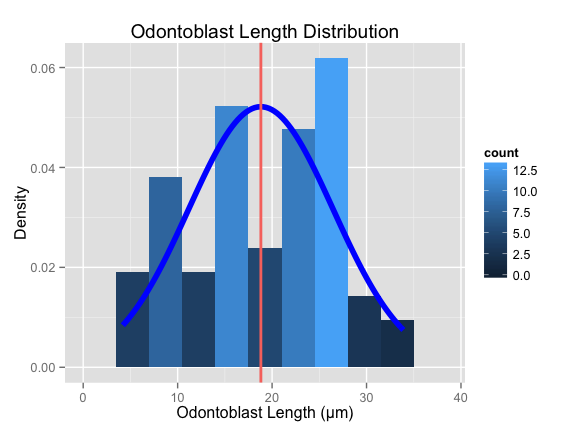 Odontoblast Length Distribution
0.06
0.04
0.02
0.00
Density
0 10 20 30 40
Odontoblast Length (μm)
count
12.5
10.0
7.5
5.0
2.5
0.0